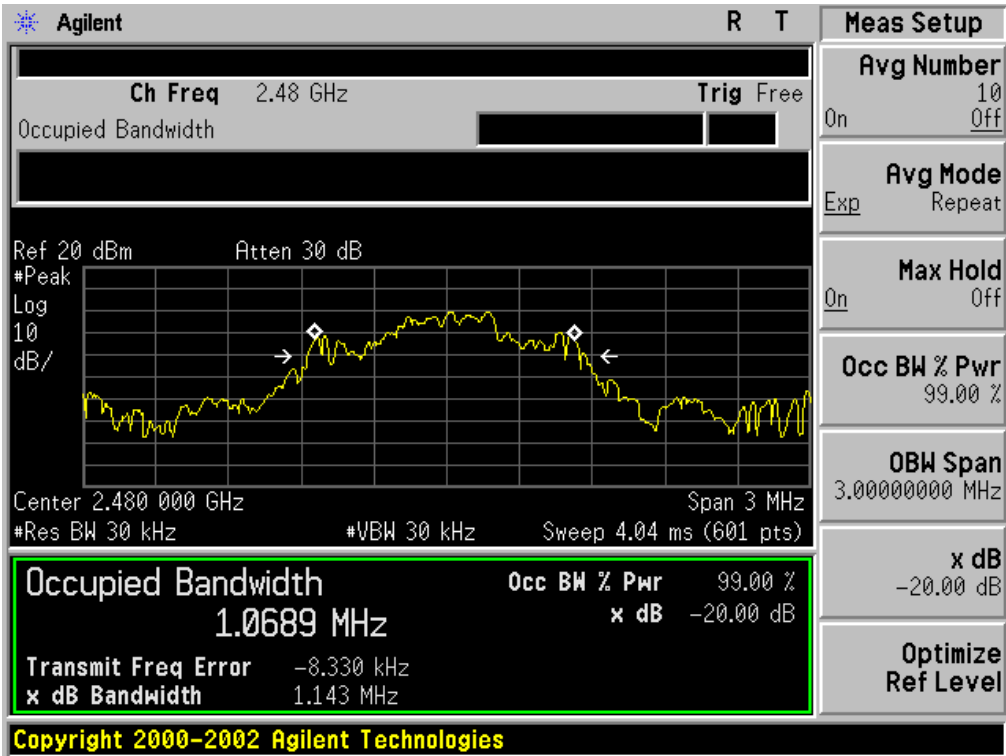 Agilent R T
Ch Freq 2.48 GHz Trig Free
Occupied Bandwidth
Ref 20 dBm Atten 30 dB
#Peak
Log
10
dB/
Center 2.480 000 GHz Span 3 MHz
#Res BW 30 kHz #VBW 30 kHz Sweep 4.04 ms (601 pts)
Occupied Bandwidth Occ BW % Pwr 99.00 %
1.0689 MHz x dB -20.00 dB
Transmit Freq Error -8.330 kHz
x dB Bandwidth 1.143 MHz
Copyright 2000-2002 Agilent Technologies
Meas Setup
Avg Number
10
On Off
Avg Mode
Exp Repeat
Max Hold
On Off
Occ BW % Pwr
99.00 %
OBW Span
3.00000000 MHz
x dB
-20.00 dB
Optimize
Ref Level